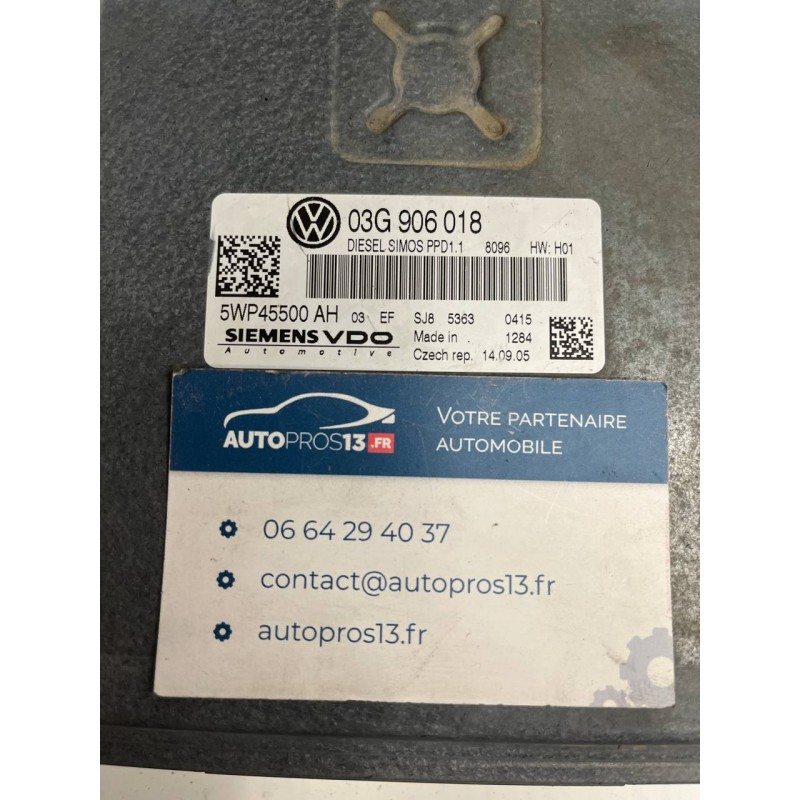 03G 906 018
DIESEL SIMOS PPD1.1 8096 HW: H01
5WP45500 AH 03 EF SJ8 5363 0415
SIEMENS VDO Made in . 1284
Automotive Czech rep. 14.09.05
AUTOPROS13.FR
VOTRE PARTENAIRE
AUTOMOBILE
06 64 29 40 37
contact@autopros13.fr
autopros13.fr